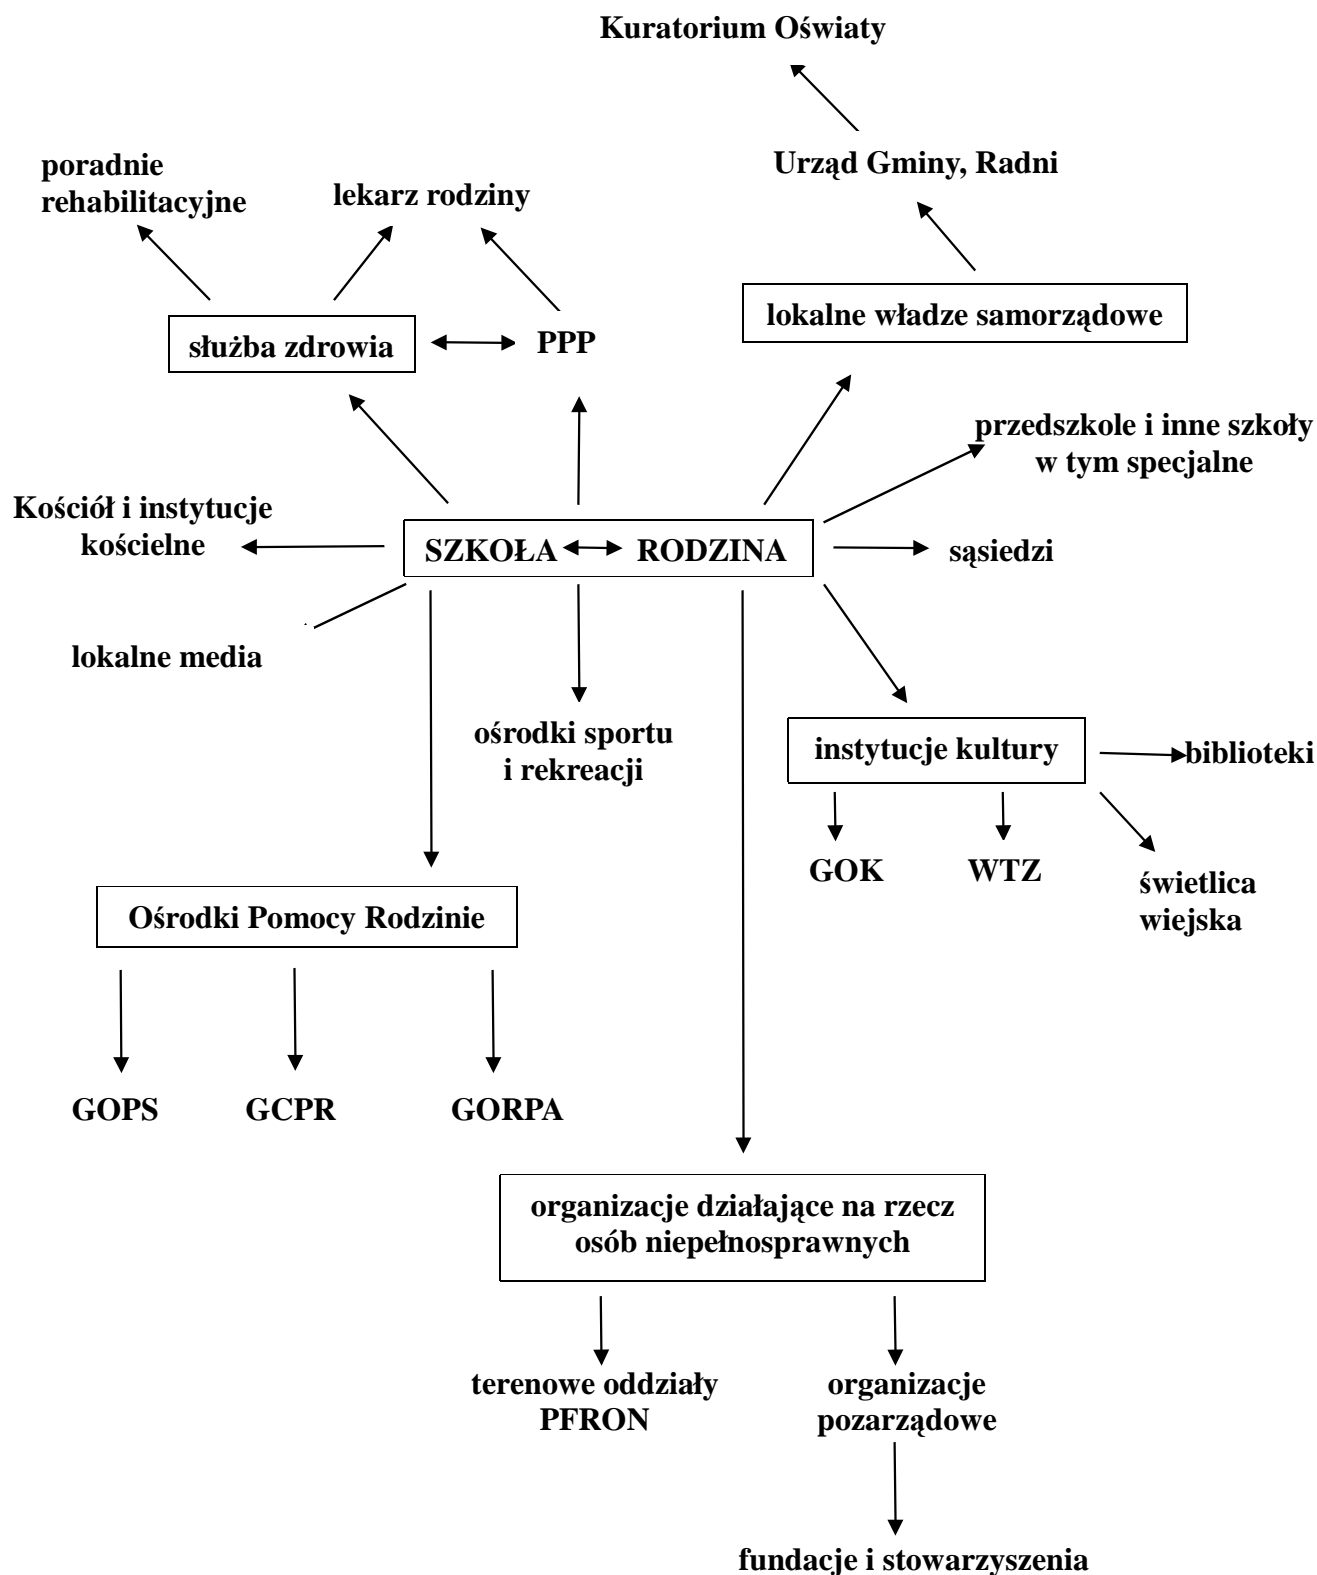 Kuratorium Oświaty
Urząd Gminy, Radni
poradnie
rehabilitacyjne
lekarz rodziny
lokalne władze samorządowe
służba zdrowia
PPP
przedszkole i inne szkoły
w tym specjalne
Kościół i instytucje
kościelne
SZKOŁA RODZINA
sąsiedzi
lokalne media
ośrodki sportu
i rekreacji
instytucje kultury
biblioteki
GOK
WTZ
świetlica
wiejska
Ośrodki Pomocy Rodzinie
GOPS
GCPR
GORPA
organizacje działające na rzecz
osób niepełnosprawnych
terenowe oddziały
PFRON
organizacje
pozarządowe
fundacje i stowarzyszenia